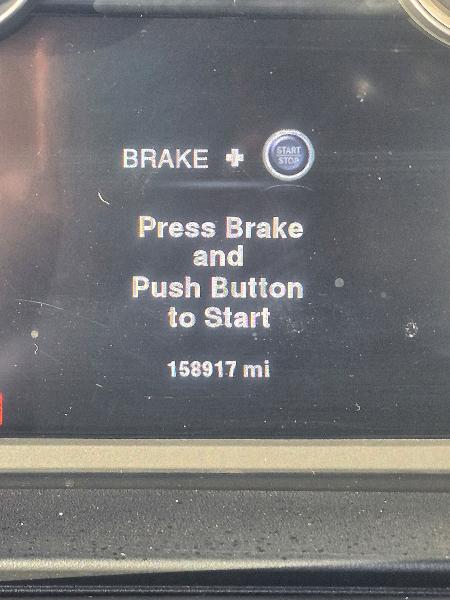 BRAKE + START STOP
Press Brake
and
Push Button
to Start
158917 mi